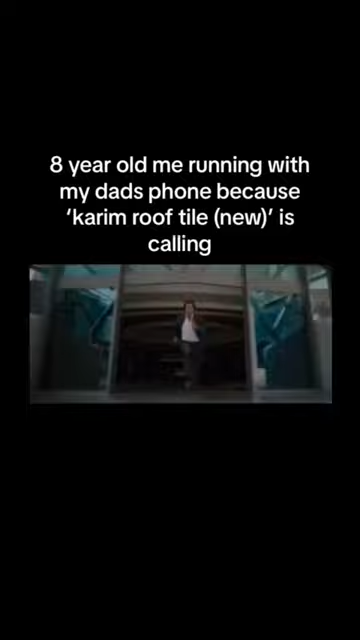 8 year old me running with
my dads phone because
‘karim roof tile (new)’ is
calling